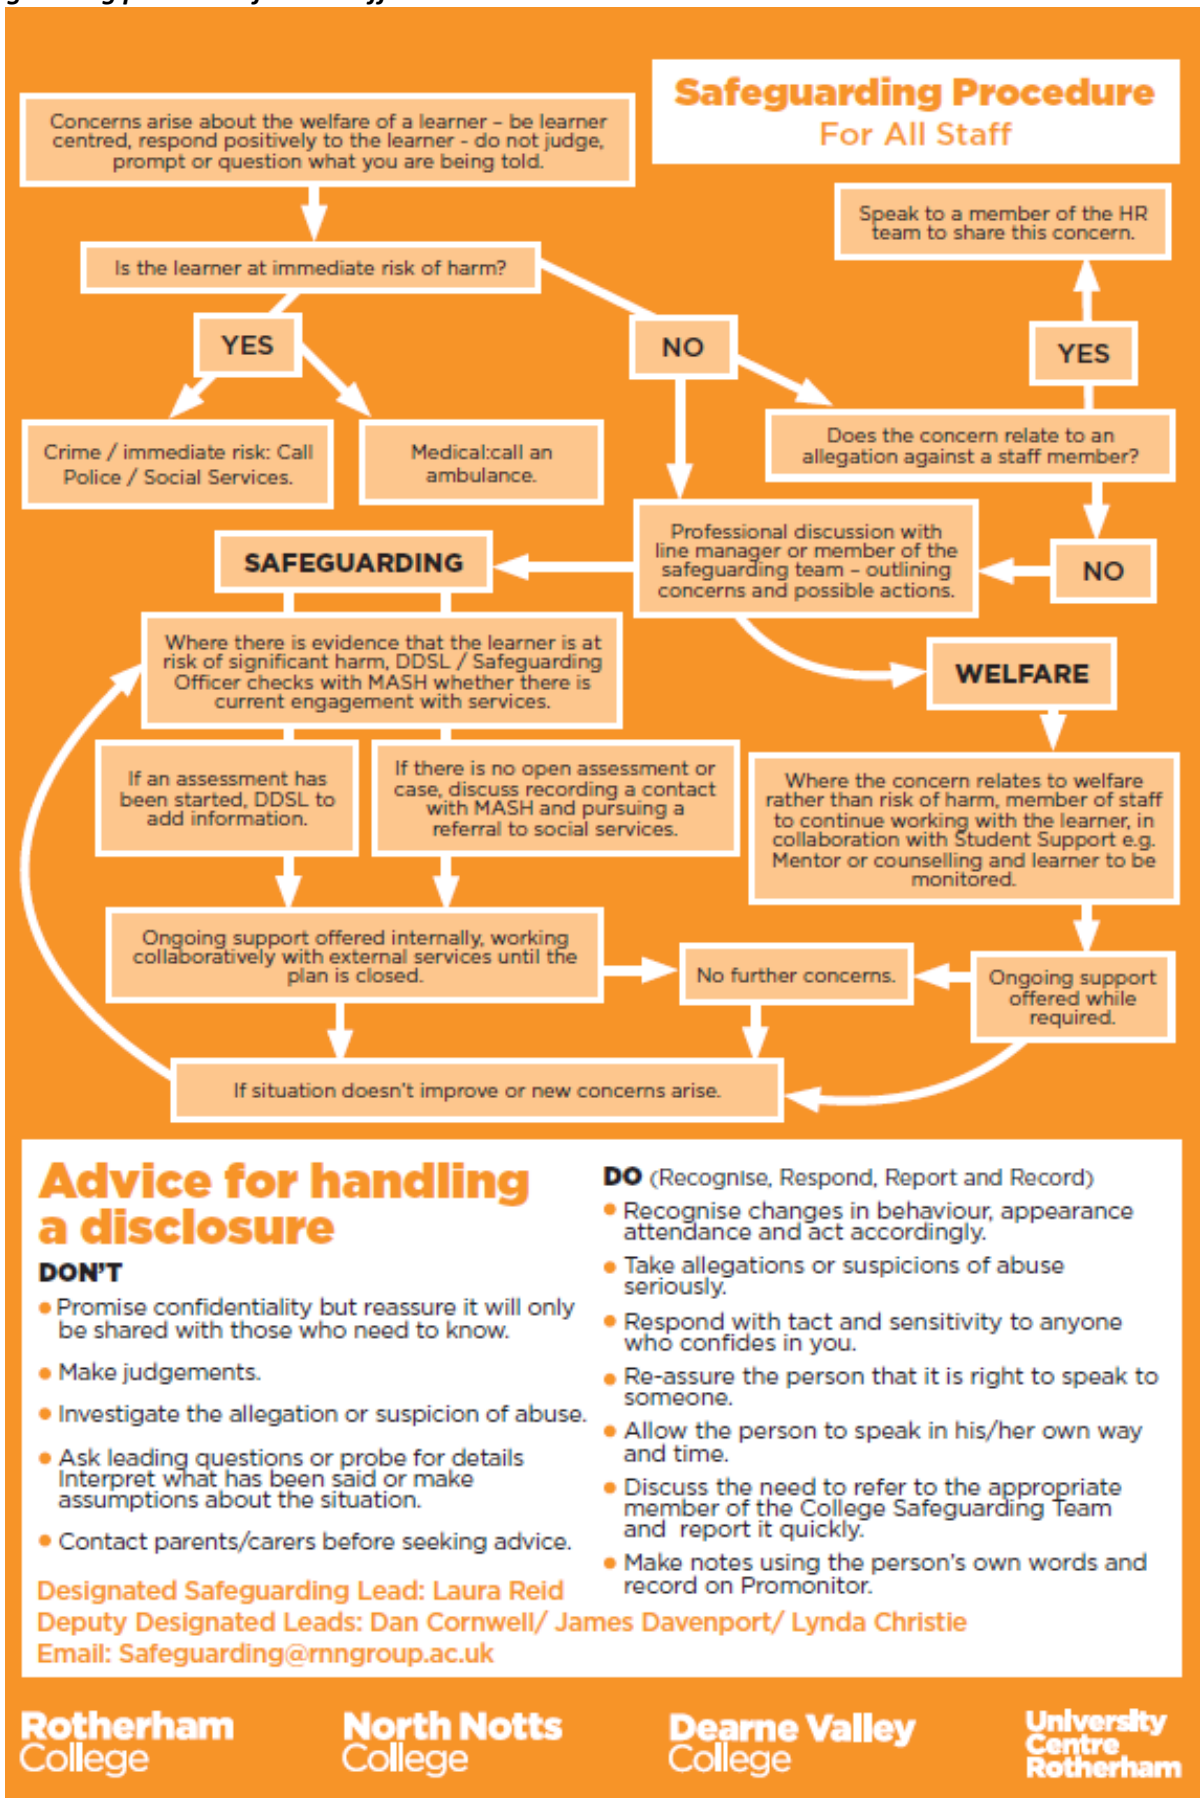 Safeguarding Procedure
For All Staff
Concerns arise about the welfare of a learner – be learner
centred, respond positively to the learner - do not judge,
prompt or question what you are being told.
Speak to a member of the HR
team to share this concern.
Is the learner at immediate risk of harm?
YES
NO
YES
Crime / immediate risk: Call
Police / Social Services.
Medical:call an
ambulance.
Does the concern relate to an
allegation against a staff member?
Professional discussion with
line manager or member of the
safeguarding team – outlining
concerns and possible actions.
NO
SAFEGUARDING
Where there is evidence that the learner is at
risk of significant harm, DDSL / Safeguarding
Officer checks with MASH whether there is
current engagement with services.
WELFARE
If an assessment has
been started, DDSL to
add information.
If there is no open assessment or
case, discuss recording a contact
with MASH and pursuing a
referral to social services.
Where the concern relates to welfare
rather than risk of harm, member of staff
to continue working with the learner, in
collaboration with Student Support e.g.
Mentor or counselling and learner to be
monitored.
Ongoing support offered internally, working
collaboratively with external services until the
plan is closed.
No further concerns.
Ongoing support
offered while
required.
If situation doesn't improve or new concerns arise.
Advice for handling
a disclosure
DON'T
• Promise confidentiality but reassure it will only
be shared with those who need to know.
• Make judgements.
• Investigate the allegation or suspicion of abuse.
• Ask leading questions or probe for details
Interpret what has been said or make
assumptions about the situation.
• Contact parents/carers before seeking advice.
DO (Recognise, Respond, Report and Record)
• Recognise changes in behaviour, appearance
attendance and act accordingly.
• Take allegations or suspicions of abuse
seriously.
• Respond with tact and sensitivity to anyone
who confides in you.
• Re-assure the person that it is right to speak to
someone.
• Allow the person to speak in his/her own way
and time.
• Discuss the need to refer to the appropriate
member of the College Safeguarding Team
and report it quickly.
• Make notes using the person's own words and
record on Promonitor.
Designated Safeguarding Lead: Laura Reid
Deputy Designated Leads: Dan Cornwell/ James Davenport/ Lynda Christie
Email: Safeguarding@rnngroup.ac.uk
Rotherham
College
North Notts
College
Dearne Valley
College
University
Centre
Rotherham